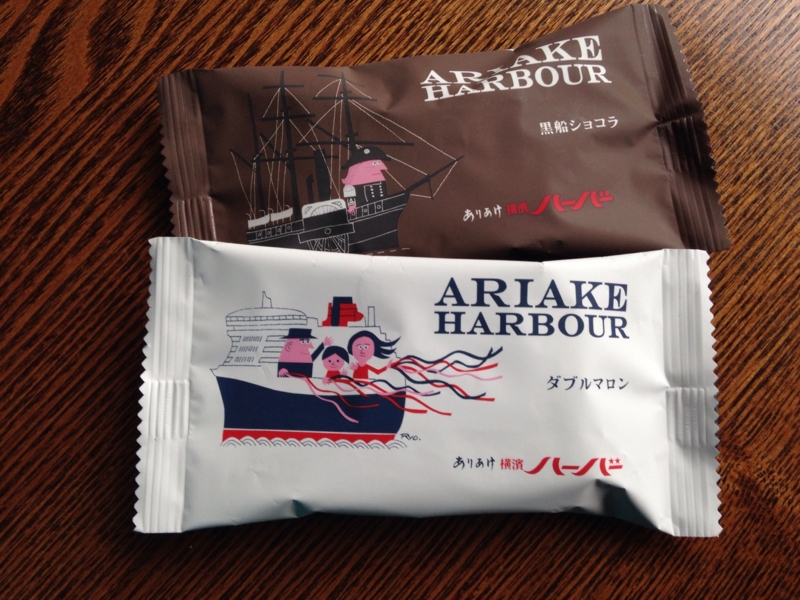 ARIAKE
HARBOUR
黒船ショコラ
ありあけ 横濱 ハーバー
ARIAKE
HARBOUR
ダブルマロン
ありあけ 横濱 ハーバー
RYO.